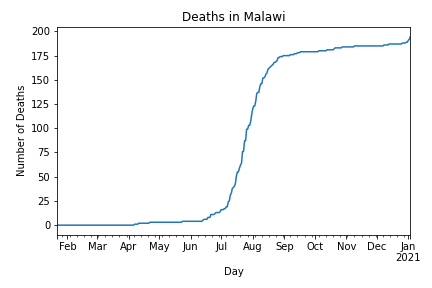 Deaths in Malawi
200
175
150
125
100
75
50
25
0
Number of Deaths
Feb Mar Apr May Jun Jul Aug Sep Oct Nov Dec Jan
2021
Day